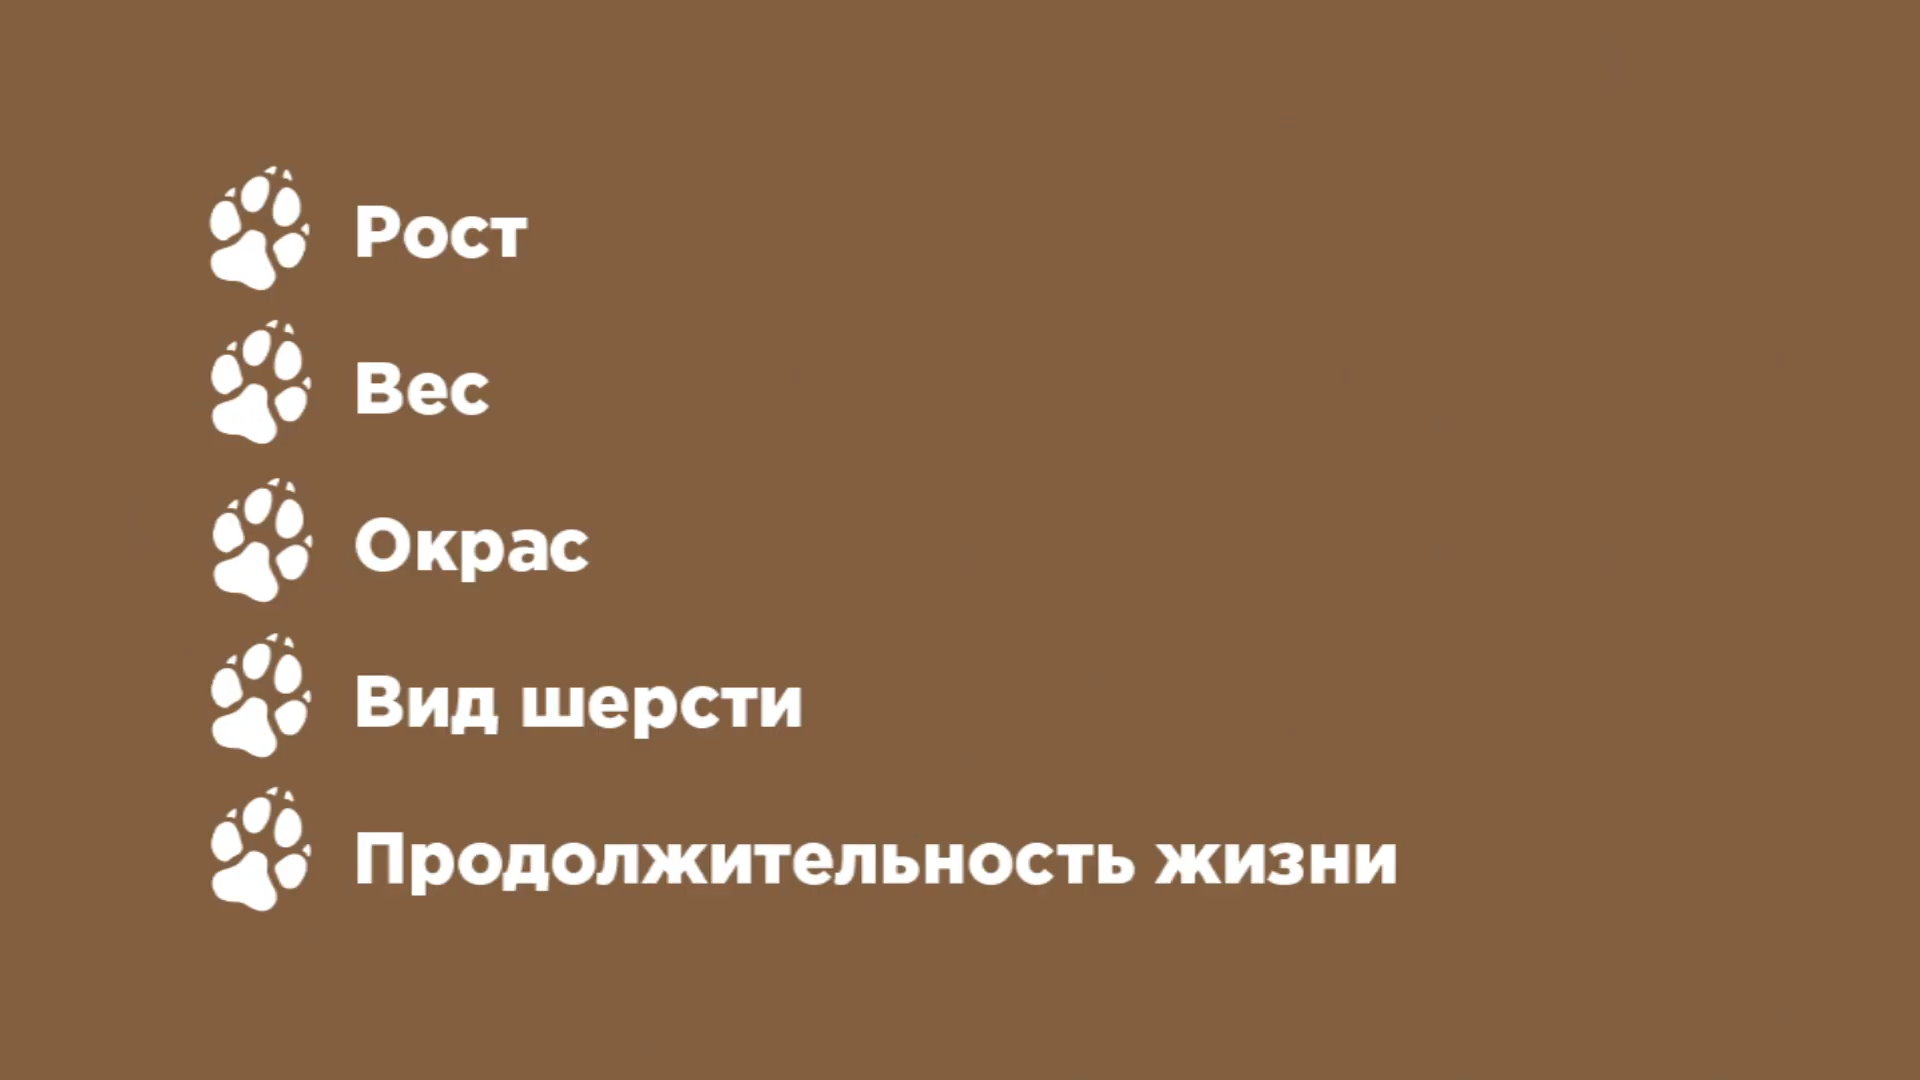 Рост
Вес
Окрас
Вид шерсти
Продолжительность жизни